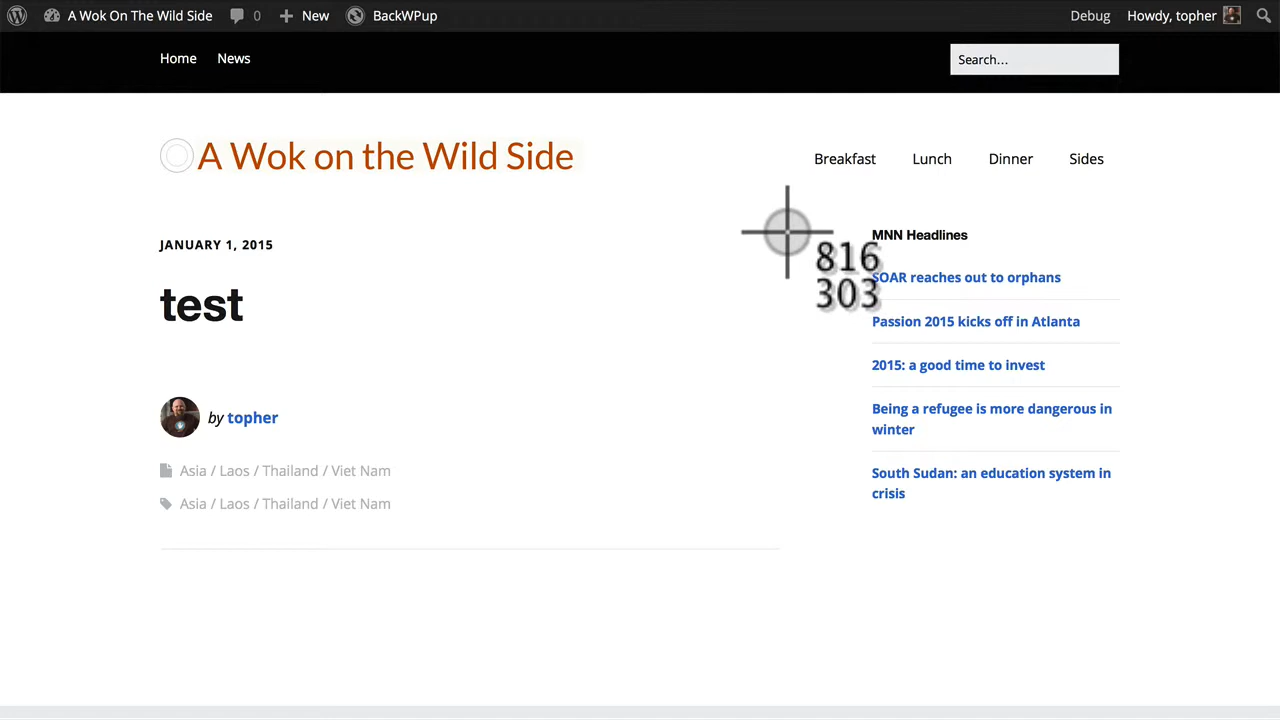 A Wok On The Wild Side 0 New BackWPup Debug Howdy, topher
Home News Search...
A Wok on the Wild Side
Breakfast Lunch Dinner Sides
JANUARY 1, 2015
test
by topher
Asia / Laos / Thailand / Viet Nam
Asia / Laos / Thailand / Viet Nam
816
303
MNN Headlines
SOAR reaches out to orphans
Passion 2015 kicks off in Atlanta
2015: a good time to invest
Being a refugee is more dangerous in
winter
South Sudan: an education system in
crisis